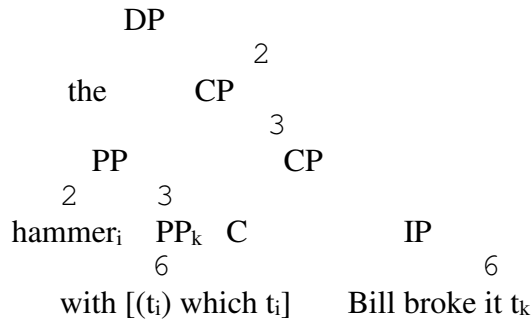 DP
2
the CP
3
PP CP
2 3
hammerᵢ PPₖ C IP
6 6
with [(tᵢ) which tᵢ] Bill broke it tₖ